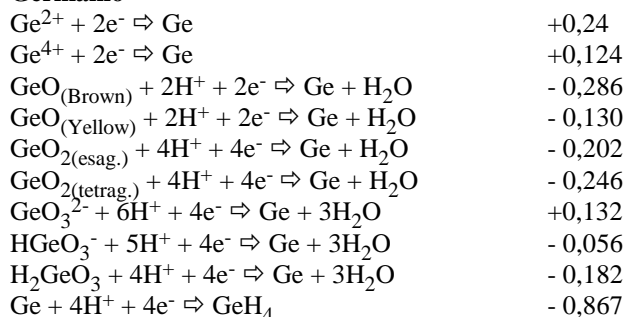 Germanio
Ge2+ + 2e- ⇨ Ge +0,24
Ge4+ + 2e- ⇨ Ge +0,124
GeO(Brown) + 2H+ + 2e- ⇨ Ge + H2O - 0,286
GeO(Yellow) + 2H+ + 2e- ⇨ Ge + H2O - 0,130
GeO2(esag.) + 4H+ + 4e- ⇨ Ge + H2O - 0,202
GeO2(tetrag.) + 4H+ + 4e- ⇨ Ge + H2O - 0,246
GeO32- + 6H+ + 4e- ⇨ Ge + 3H2O +0,132
HGeO3- + 5H+ + 4e- ⇨ Ge + 3H2O - 0,056
H2GeO3 + 4H+ + 4e- ⇨ Ge + 3H2O - 0,182
Ge + 4H+ + 4e- ⇨ GeH4 - 0,867